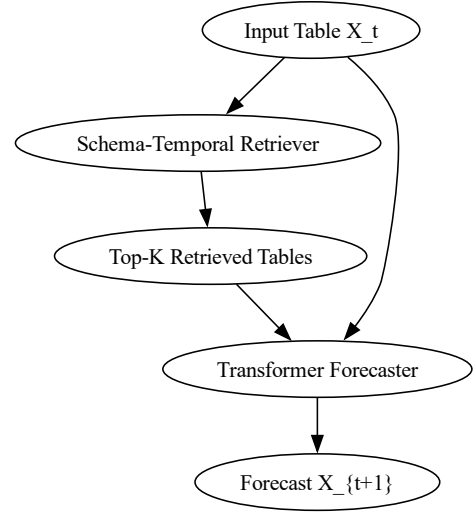 Input Table X_t
Schema-Temporal Retriever
Top-K Retrieved Tables
Transformer Forecaster
Forecast X_{t+1}